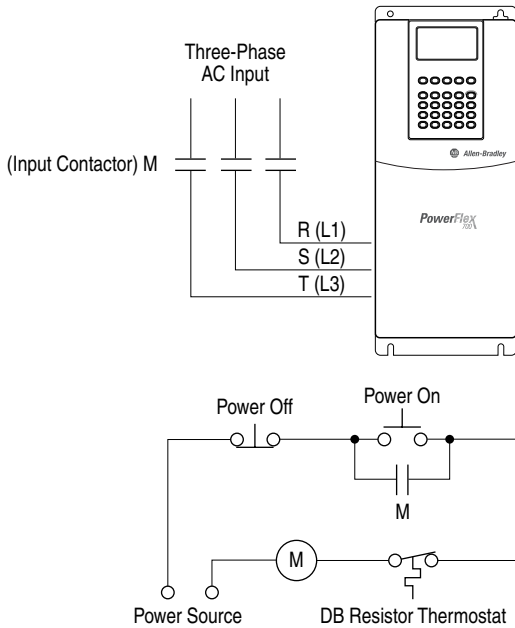 Three-Phase
AC Input
(Input Contactor) M
R (L1)
S (L2)
T (L3)
Allen-Bradley
PowerFlex
700
Power Off
Power On
M
M
Power Source
DB Resistor Thermostat